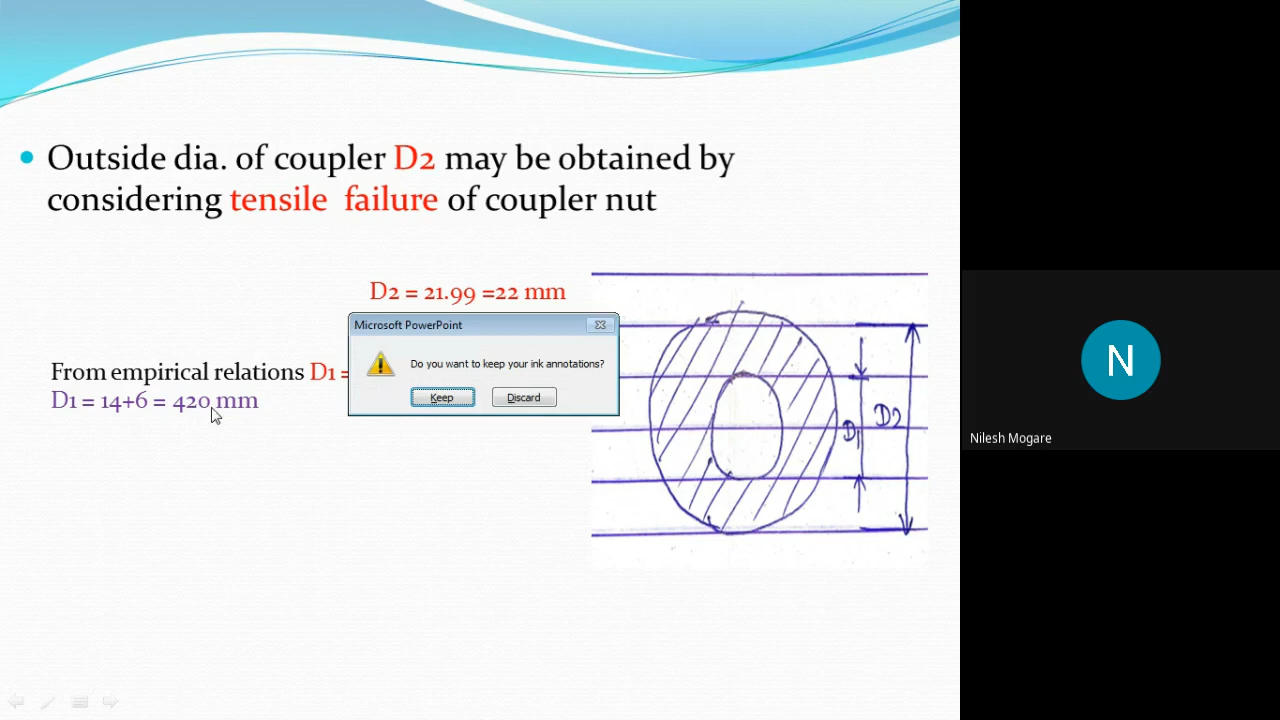 Outside dia. of coupler D2 may be obtained by
considering tensile failure of coupler nut
D2 = 21.99 =22 mm
Microsoft PowerPoint
Do you want to keep your ink annotations?
Keep
Discard
From empirical relations D1 =
D1 = 14+6 = 420 mm
D1
D2
N
Nilesh Mogare